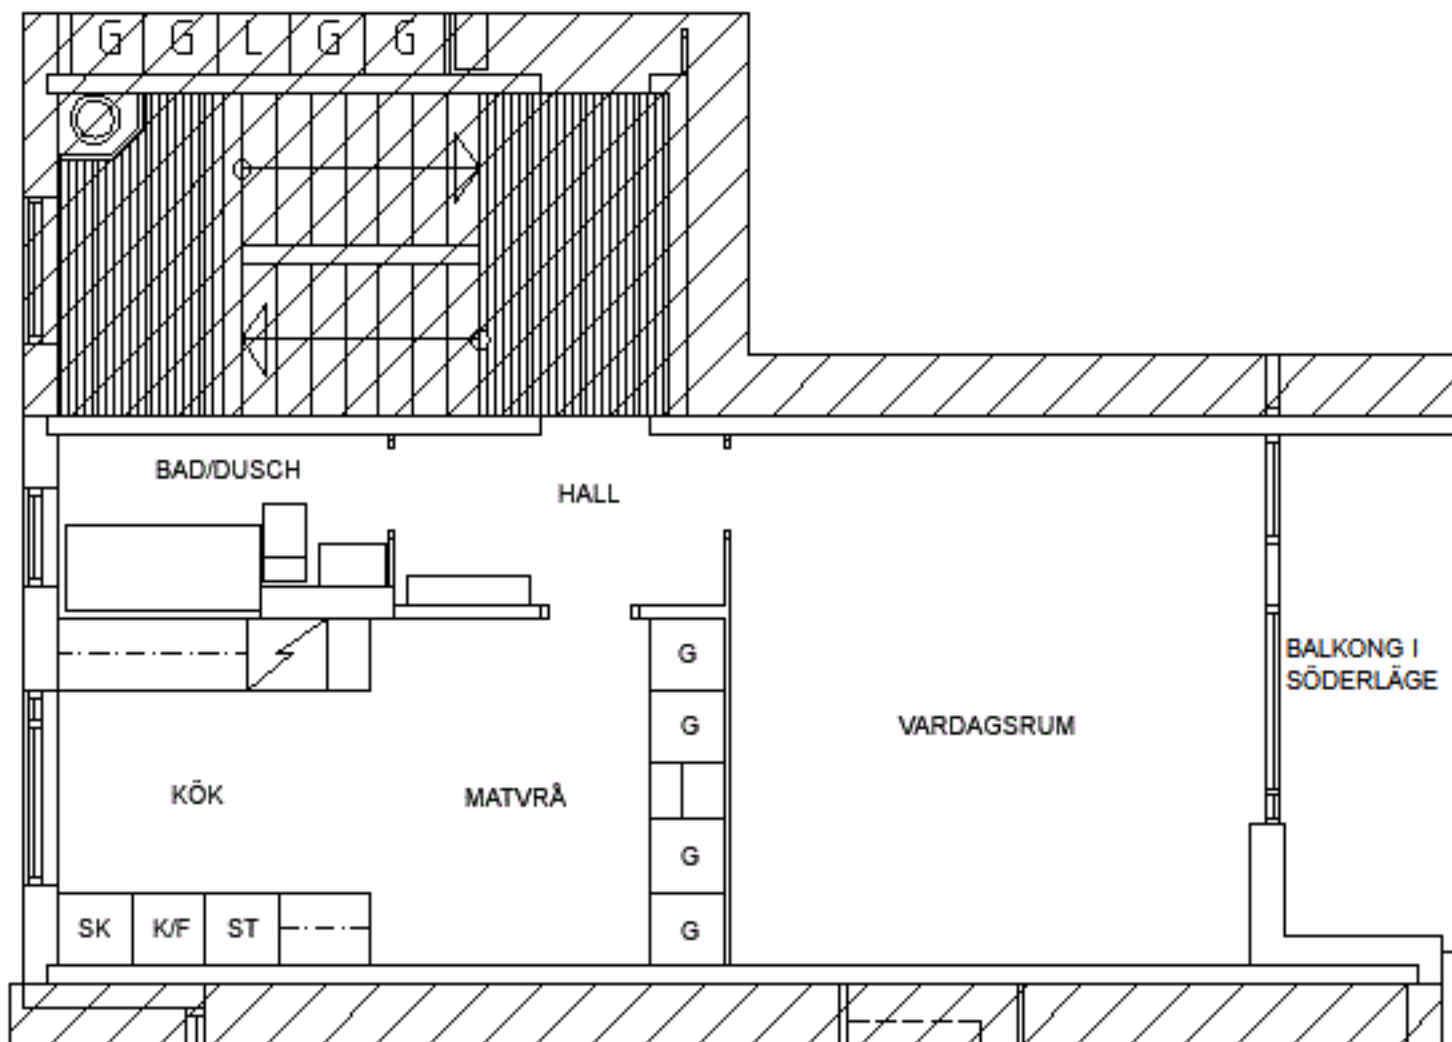 G G L G G
BAD/DUSCH
HALL
G
BALKONG I
SÖDERLÄGE
G
VARDAGSRUM
KÖK
MATVRÅ
G
SK K/F ST
G